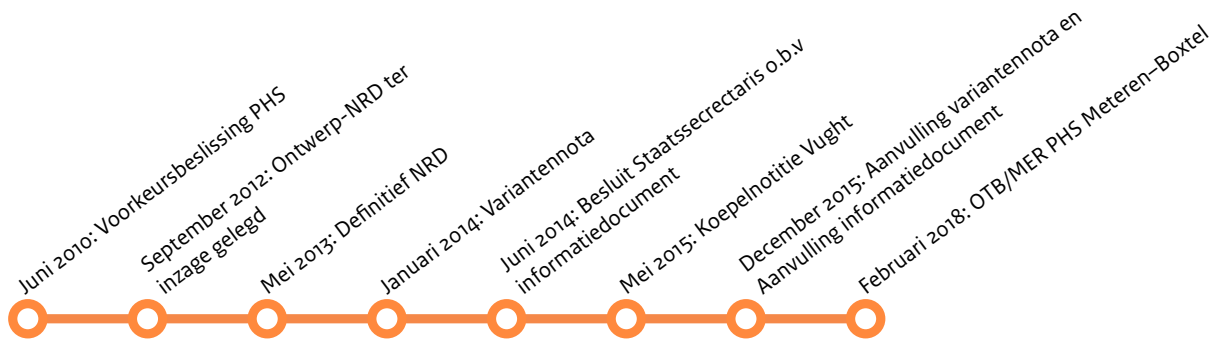 Juni 2010: Voorkeursbeslissing PHS
September 2012: Ontwerp-NRD ter
inzage gelegd
Mei 2013: Definitief NRD
Januari 2014: Variantennota
Juni 2014: Besluit Staatssecrectaris o.b.v
informatiedocument
Mei 2015: Koepelnotitie Vught
December 2015: Aanvulling variantennota en
Aanvulling informatiedocument
Februari 2018: OTB/MER PHS Meteren–Boxtel